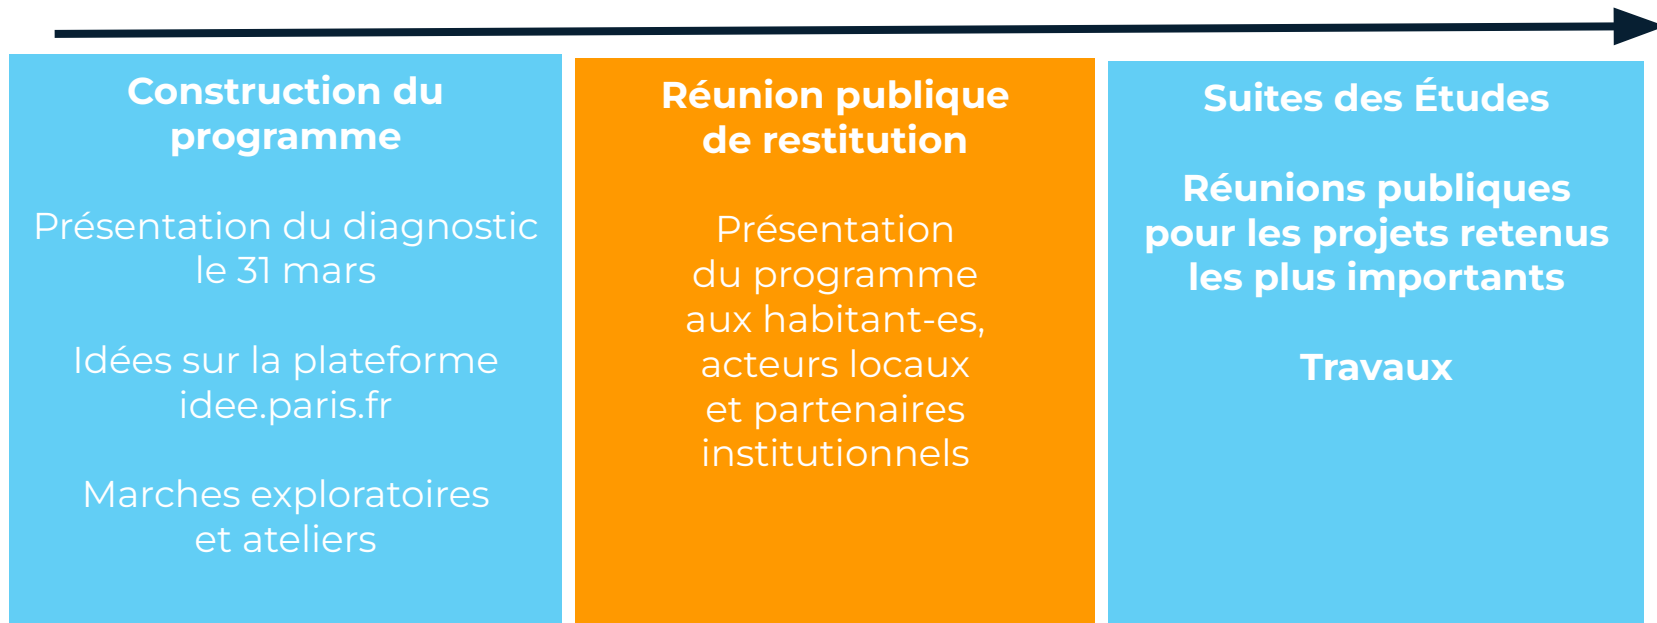 Construction du
programme
Présentation du diagnostic
le 31 mars
Idées sur la plateforme
idee.paris.fr
Marches exploratoires
et ateliers
Réunion publique
de restitution
Présentation
du programme
aux habitant-es,
acteurs locaux
et partenaires
institutionnels
Suites des Études
Réunions publiques
pour les projets retenus
les plus importants
Travaux